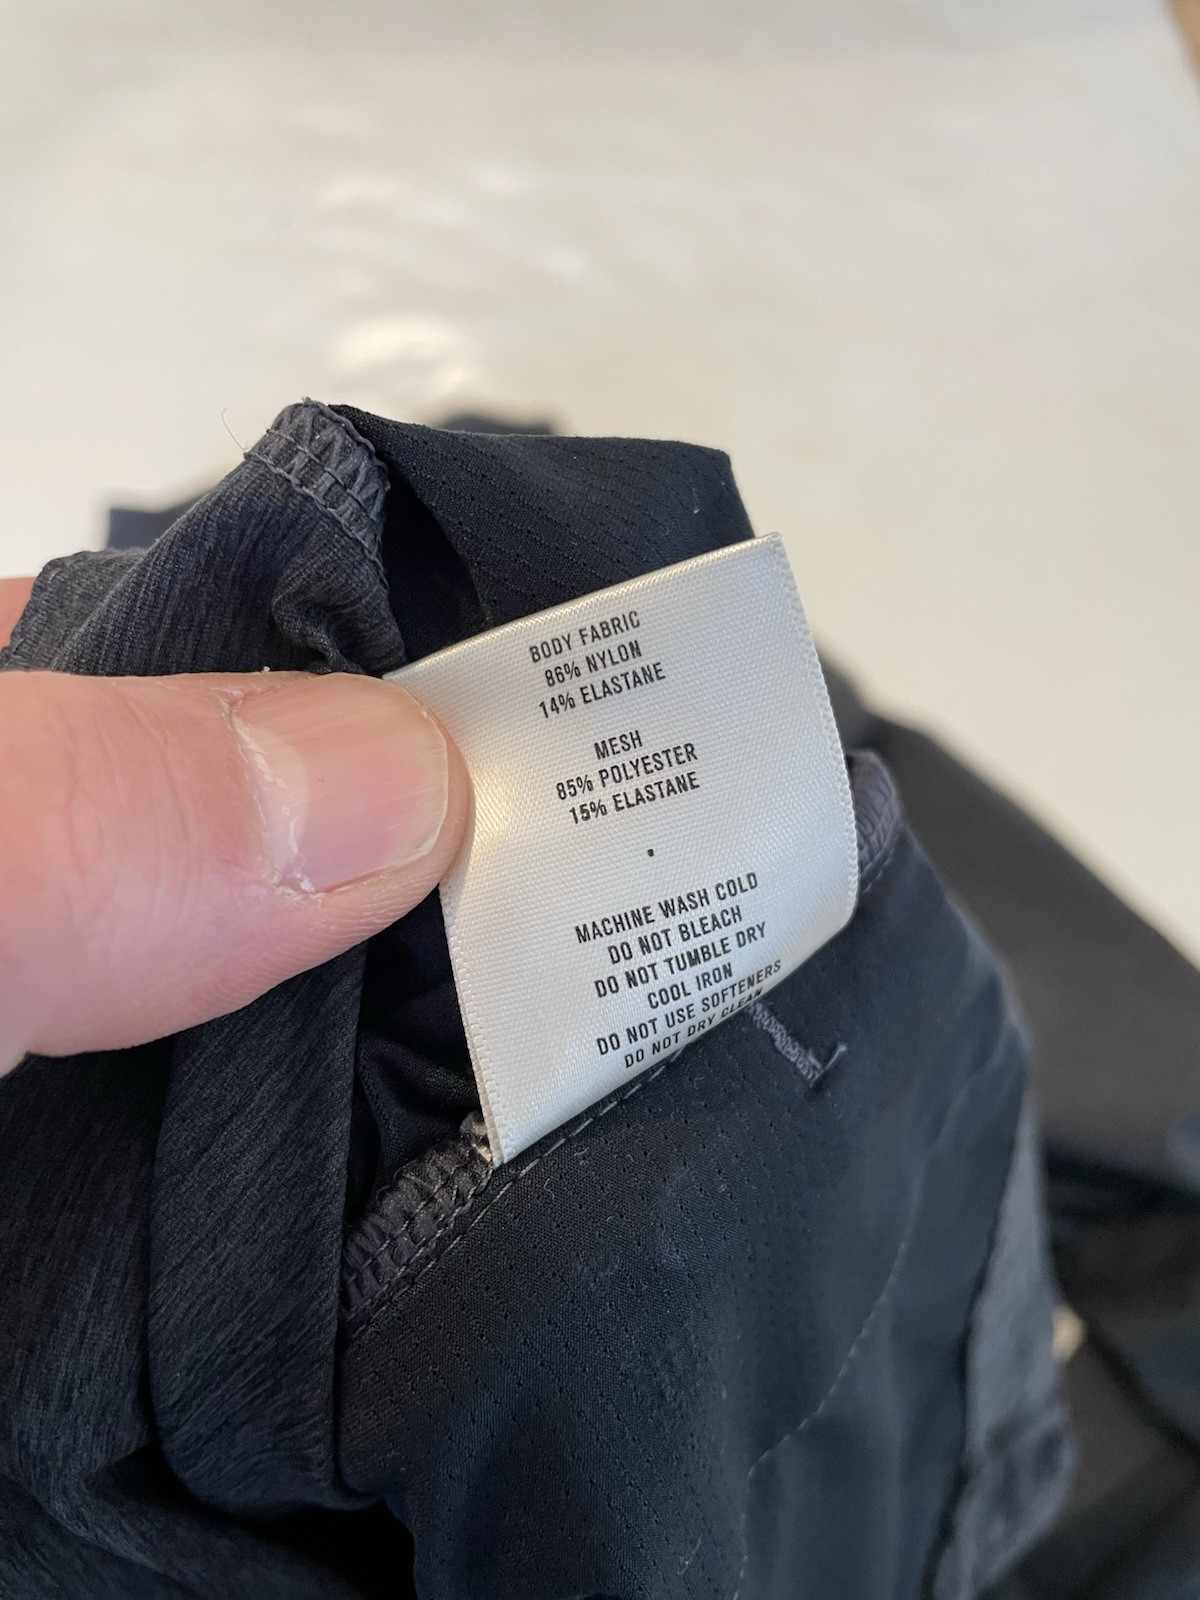 BODY FABRIC
86% NYLON
14% ELASTANE
MESH
85% POLYESTER
15% ELASTANE
MACHINE WASH COLD
DO NOT BLEACH
DO NOT TUMBLE DRY
COOL IRON
DO NOT USE SOFTENERS
DO NOT DRY CLEAN